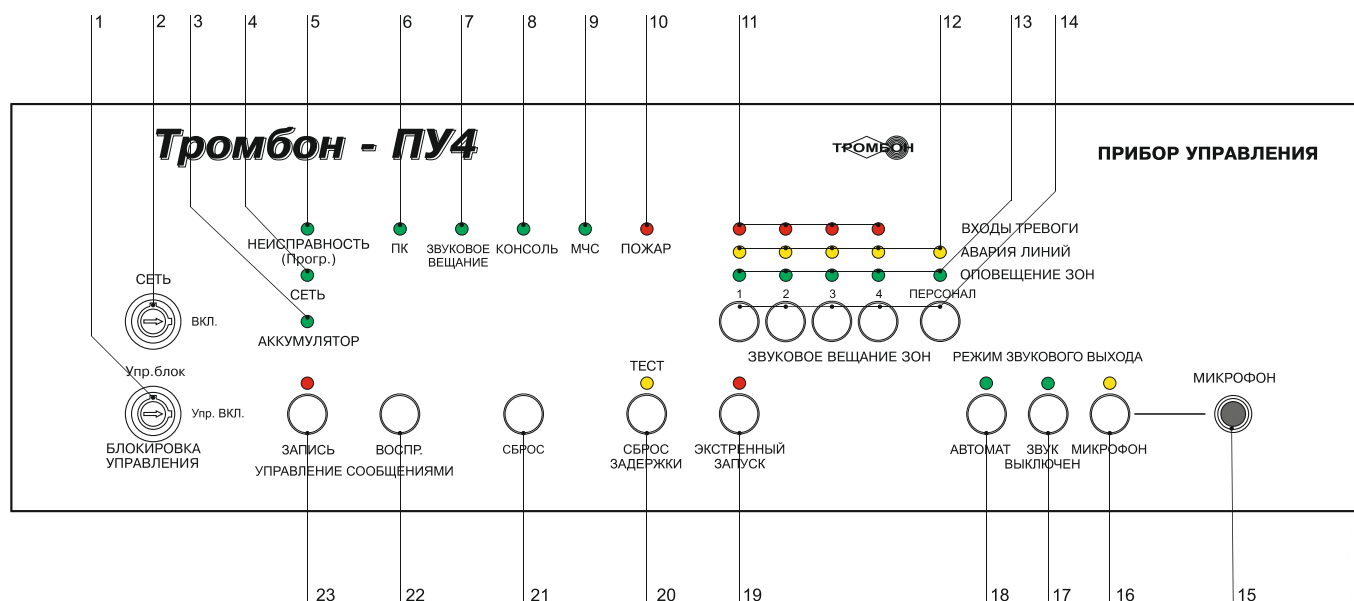 1 2 3 4 5 6 7 8 9 10 11 12 13 14
Тромбон - ПУ4
ТРОМБОН
ПРИБОР УПРАВЛЕНИЯ
НЕИСПРАВНОСТЬ
(Прогр.)
ПК
ЗВУКОВОЕ
ВЕЩАНИЕ
КОНСОЛЬ
МЧС
ПОЖАР
ВХОДЫ ТРЕВОГИ
АВАРИЯ ЛИНИЙ
ОПОВЕЩЕНИЕ ЗОН
СЕТЬ
ВКЛ.
СЕТЬ
АККУМУЛЯТОР
1 2 3 4 ПЕРСОНАЛ
ЗВУКОВОЕ ВЕЩАНИЕ ЗОН
РЕЖИМ ЗВУКОВОГО ВЫХОДА
Упр.блок
Упр. ВКЛ.
БЛОКИРОВКА
УПРАВЛЕНИЯ
ТЕСТ
МИКРОФОН
ЗАПИСЬ
ВОСПР.
УПРАВЛЕНИЕ СООБЩЕНИЯМИ
СБРОС
СБРОС
ЗАДЕРЖКИ
ЭКСТРЕННЫЙ
ЗАПУСК
АВТОМАТ
ЗВУК
ВЫКЛЮЧЕН
МИКРОФОН
23 22 21 20 19 18 17 16 15